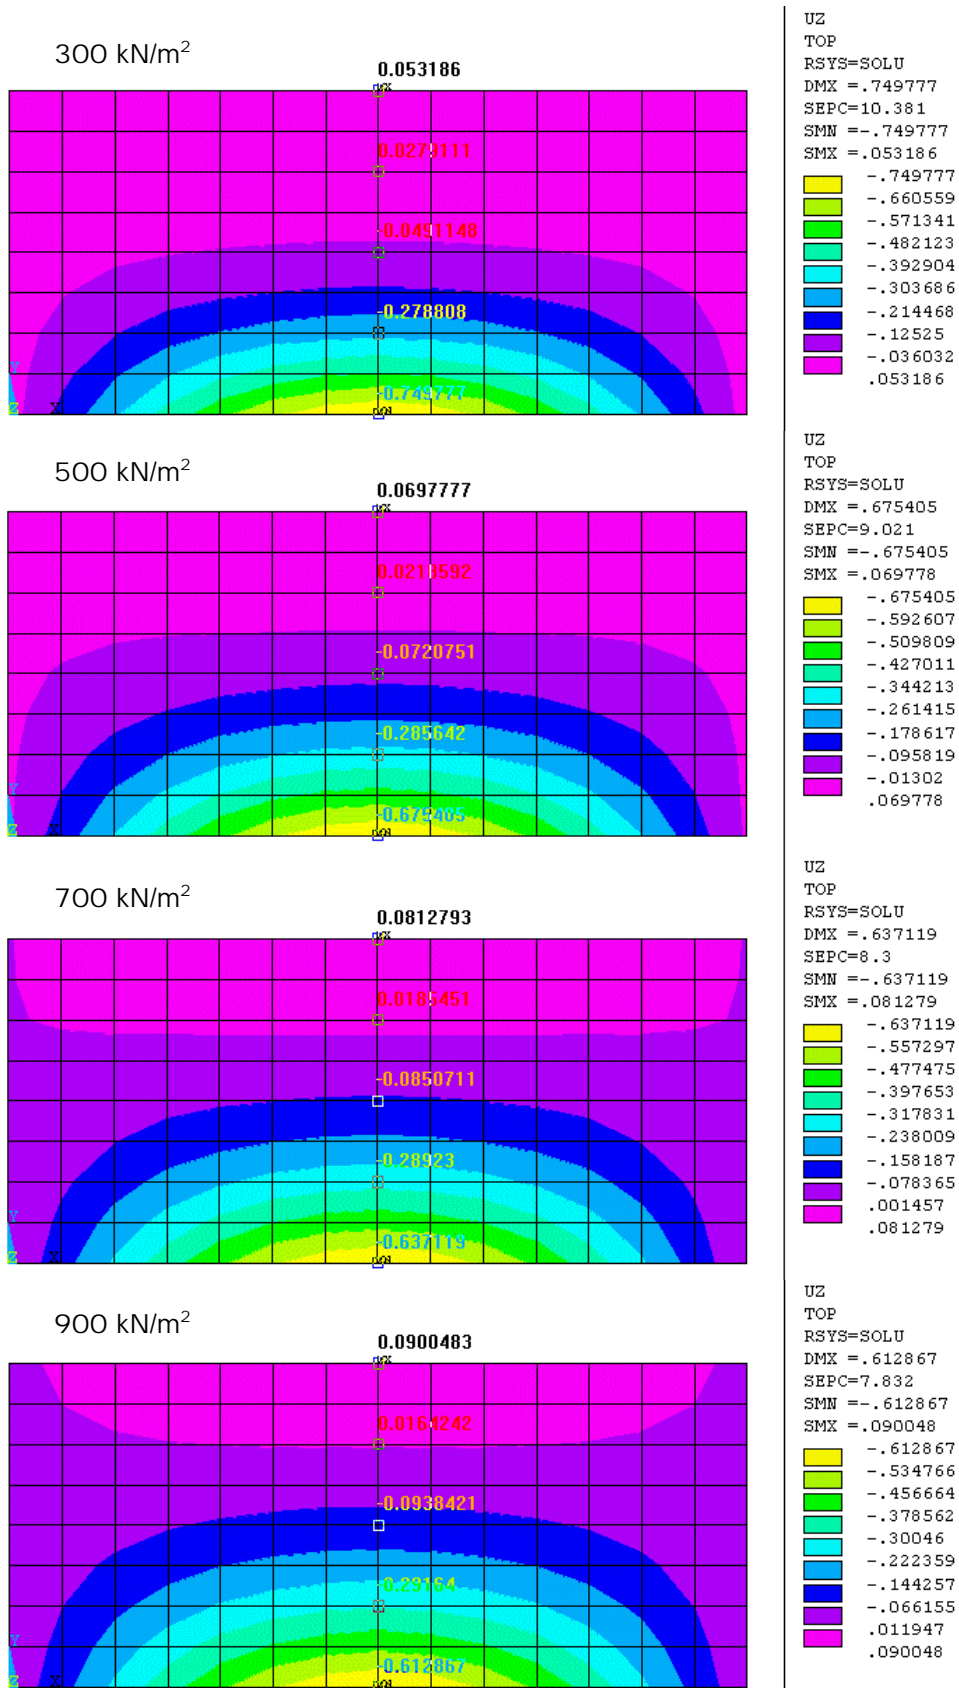 300 kN/m²
0.053186
0.0279111
-0.0491148
-0.278808
-0.749777
Y
Z
X
UZ
TOP
RSYS=SOLU
DMX =.749777
SEPC=10.381
SMN =-.749777
SMX =.053186
-.749777
-.660559
-.571341
-.482123
-.392904
-.303686
-.214468
-.12525
-.036032
.053186
500 kN/m²
0.0697777
-0.0720751
-0.285642
-0.675405
Y
Z
X
UZ
TOP
RSYS=SOLU
DMX =.675405
SEPC=9.021
SMN =-.675405
SMX =.069778
-.675405
-.592607
-.509809
-.427011
-.344213
-.261415
-.178617
-.095819
-.01302
.069778
700 kN/m²
0.0812793
0.0185451
-0.0850711
-0.28923
-0.637119
Y
Z
X
UZ
TOP
RSYS=SOLU
DMX =.637119
SEPC=8.3
SMN =-.637119
SMX =.081279
-.637119
-.557297
-.477475
-.397653
-.317831
-.238009
-.158187
-.078365
.001457
.081279
900 kN/m²
0.0900483
0.0164242
-0.0938421
-0.29164
-0.612867
Y
Z
X
UZ
TOP
RSYS=SOLU
DMX =.612867
SEPC=7.832
SMN =-.612867
SMX =.090048
-.612867
-.534766
-.456664
-.378562
-.30046
-.222359
-.144257
-.066155
.011947
.090048